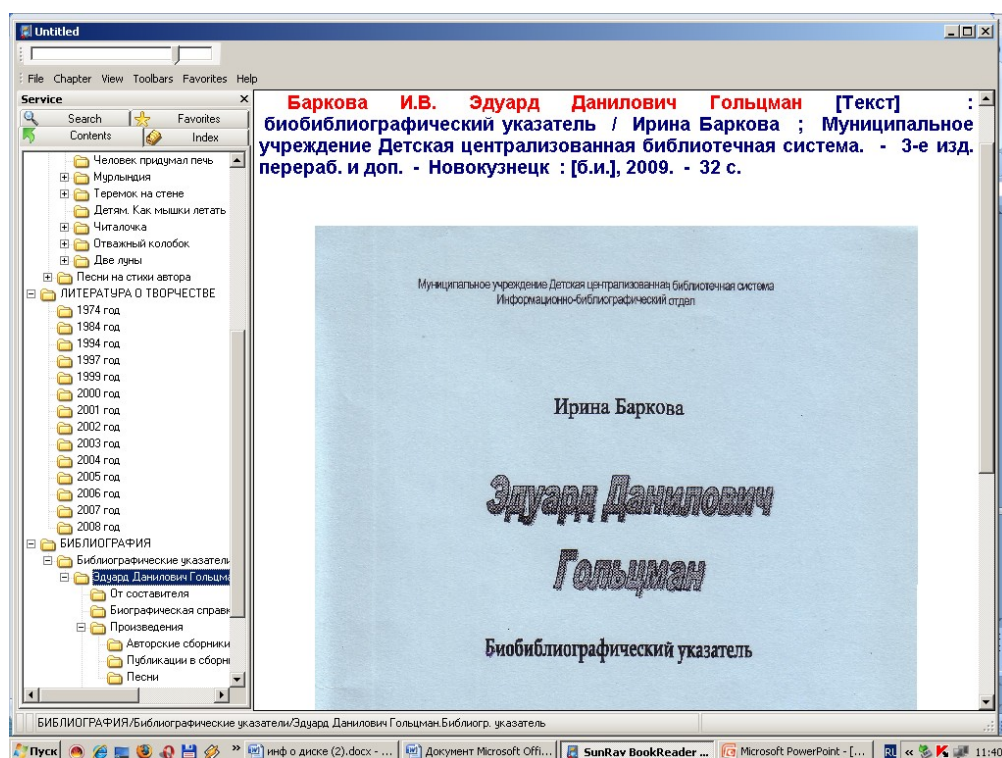 Untitled
File Chapter View Toolbars Favorites Help
Service
Search Favorites
Contents Index
Человек придумал печь
Мурлындия
Теремок на стене
Детям. Как мышки летать
Читалочка
Отважный колобок
Две луны
Песни на стихи автора
ЛИТЕРАТУРА О ТВОРЧЕСТВЕ
1974 год
1984 год
1994 год
1997 год
1999 год
2000 год
2001 год
2002 год
2003 год
2004 год
2005 год
2006 год
2007 год
2008 год
БИБЛИОГРАФИЯ
Библиографические указатели
Эдуард Данилович Гольцма
От составителя
Биографическая справк
Произведения
Авторские сборники
Публикации в сборн
Песни
Баркова И.В. Эдуард Данилович Гольцман [Текст] :
биобиблиографический указатель / Ирина Баркова ; Муниципальное
учреждение Детская централизованная библиотечная система. - 3-е изд.
перераб. и доп. - Новокузнецк : [б.и.], 2009. - 32 с.
Муниципальное учреждение Детская централизованная библиотечная система
Информационно-библиографический отдел
Ирина Баркова
Эдуард Данилович
Гольцман
Биобиблиографический указатель
БИБЛИОГРАФИЯ/Библиографические указатели/Эдуард Данилович Гольцман.Библиогр. указатель
Пуск » инф о диске (2).docx - ... Документ Microsoft Offi... SunRav BookReader ... Microsoft PowerPoint - [... RU « 11:40